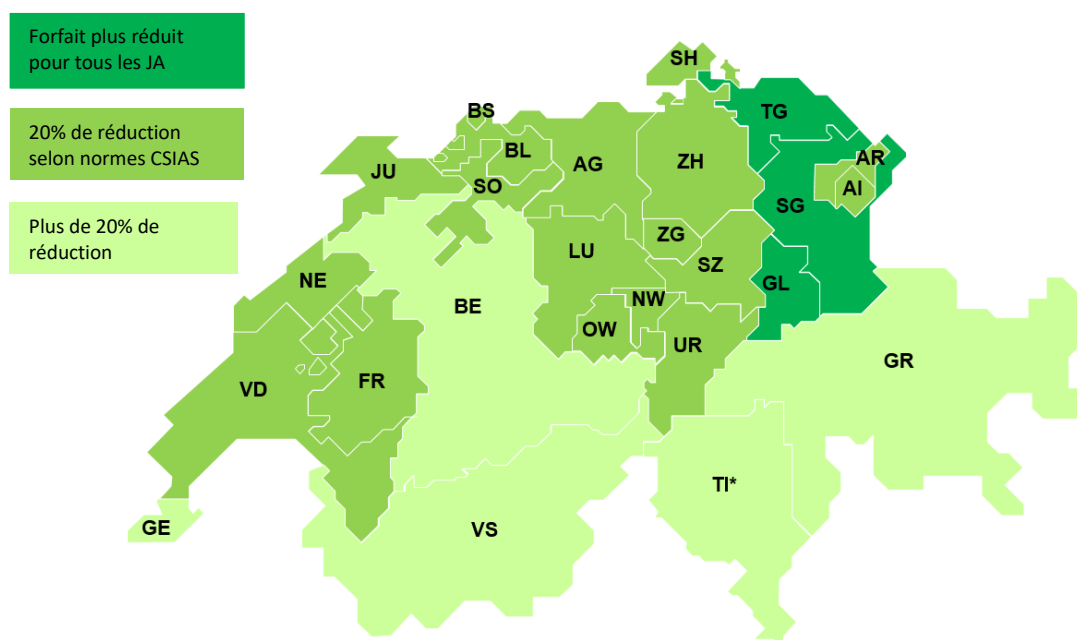 Forfait plus réduit
pour tous les JA
20% de réduction
selon normes CSIAS
Plus de 20% de
réduction
SH
TG
BS
BL
AG
ZH
AR
JU
SO
AI
SG
ZG
LU
SZ
NE
GL
NW
BE
OW
UR
GR
VD
FR
TI*
GE
VS